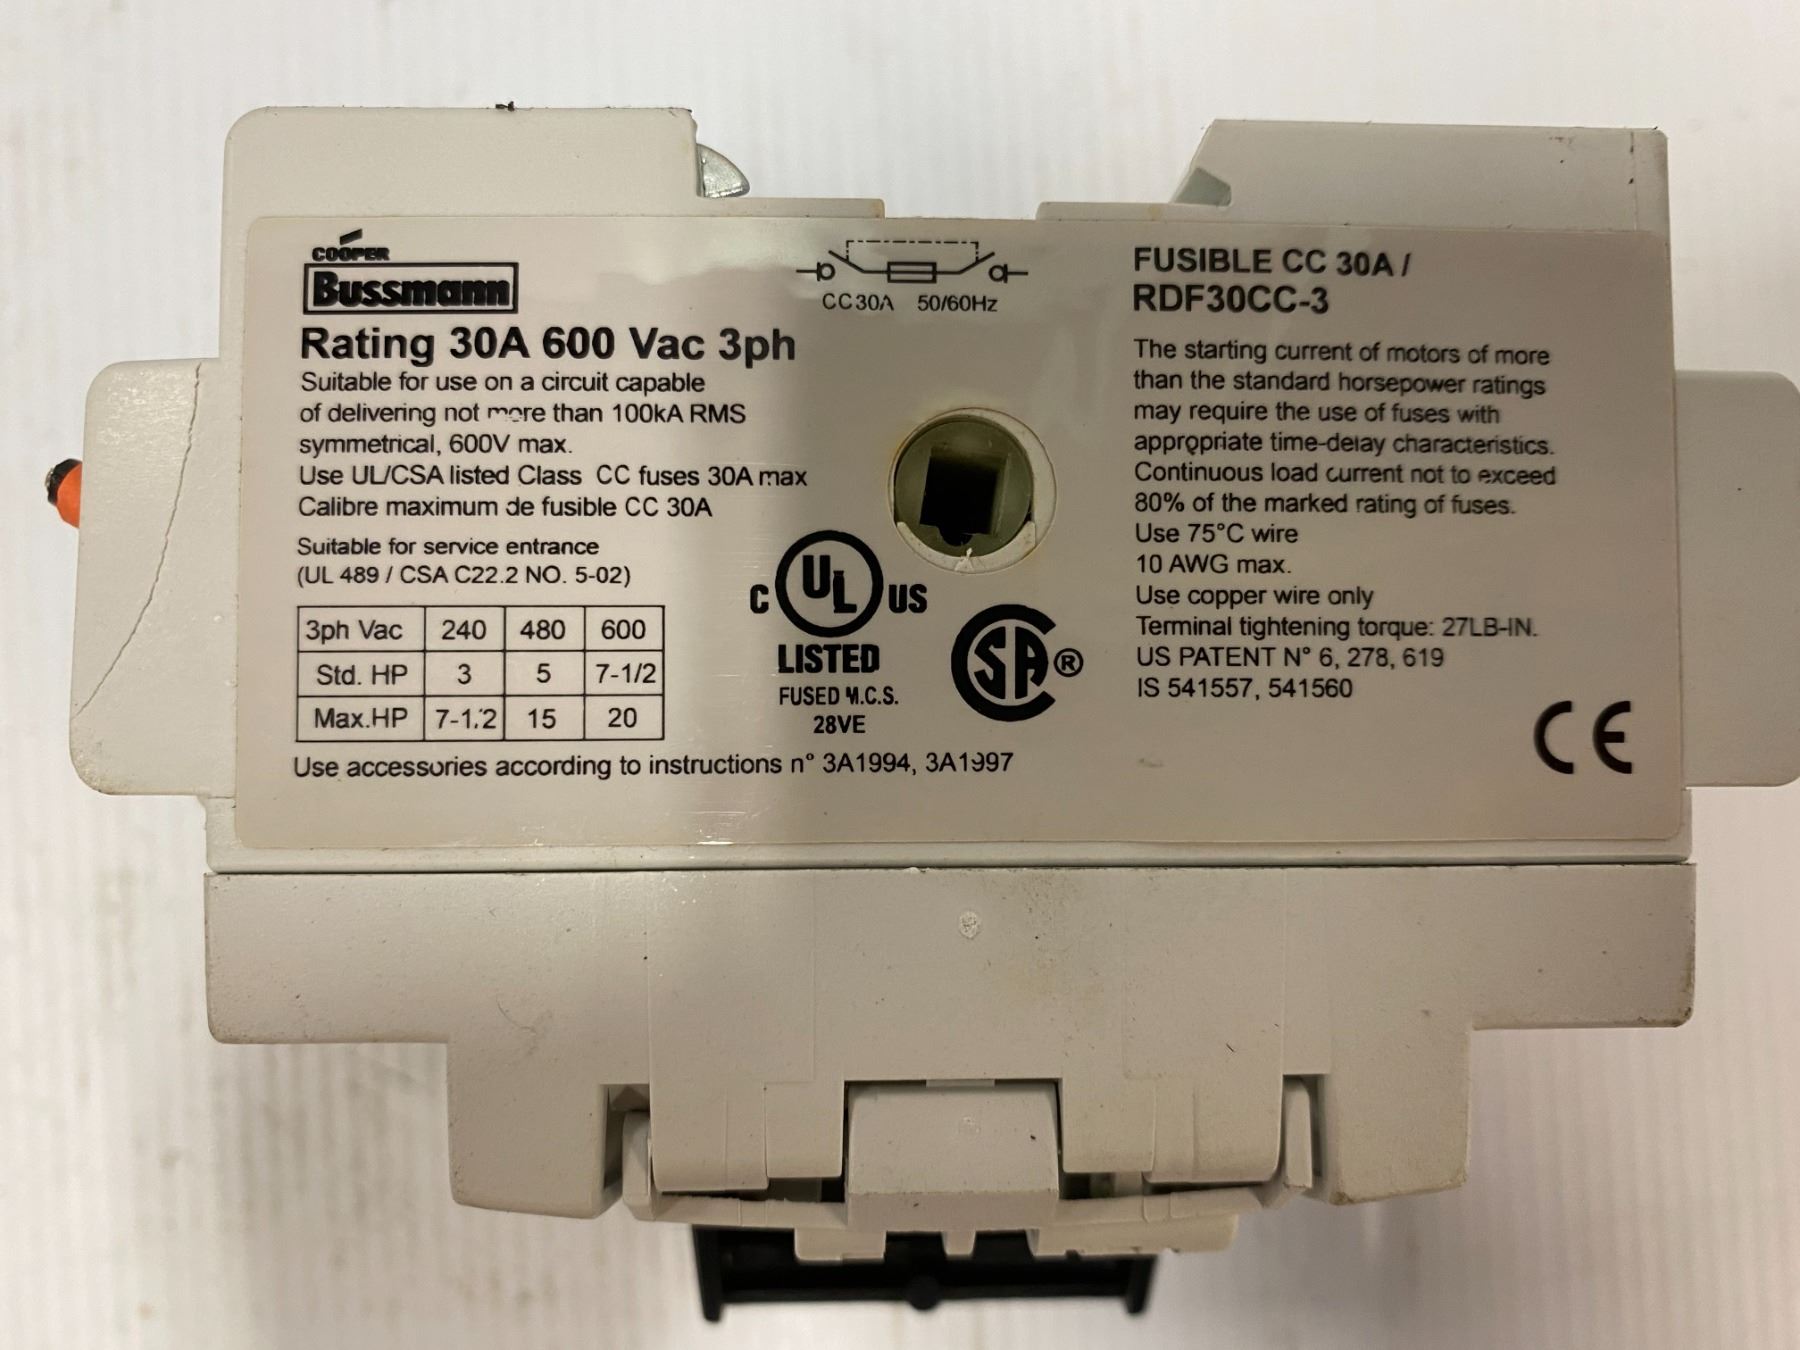 COOPER
Bussmann
Rating 30A 600 Vac 3ph
Suitable for use on a circuit capable
of delivering not more than 100kA RMS
symmetrical, 600V max.
Use UL/CSA listed Class CC fuses 30A max
Calibre maximum de fusible CC 30A
Suitable for service entrance
(UL 489 / CSA C22.2 NO. 5-02)
3ph Vac 240 480 600
Std. HP 3 5 7-1/2
Max.HP 7-1/2 15 20
Use accessories according to instructions n° 3A1994, 3A1997
CC30A 50/60Hz
C UL US
LISTED
FUSED M.C.S.
28VE
SA ®
FUSIBLE CC 30A /
RDF30CC-3
The starting current of motors of more
than the standard horsepower ratings
may require the use of fuses with
appropriate time-delay characteristics.
Continuous load current not to exceed
80% of the marked rating of fuses.
Use 75°C wire
10 AWG max.
Use copper wire only
Terminal tightening torque: 27LB-IN.
US PATENT N° 6, 278, 619
IS 541557, 541560
CE